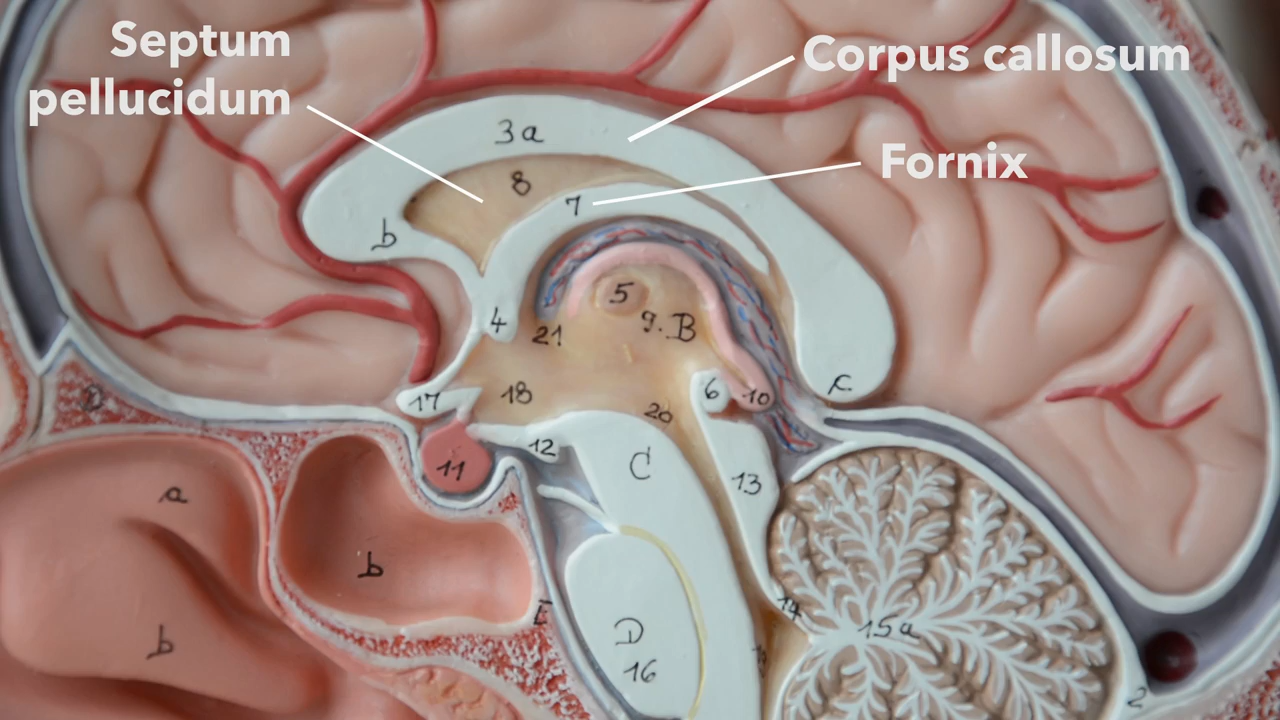 Septum
pellucidum
Corpus callosum
Fornix
3a
8
7
b
5
4
21
9. B
17
18
20
6
10
c
11
12
C
13
a
b
b
E
D
16
14
15a
2